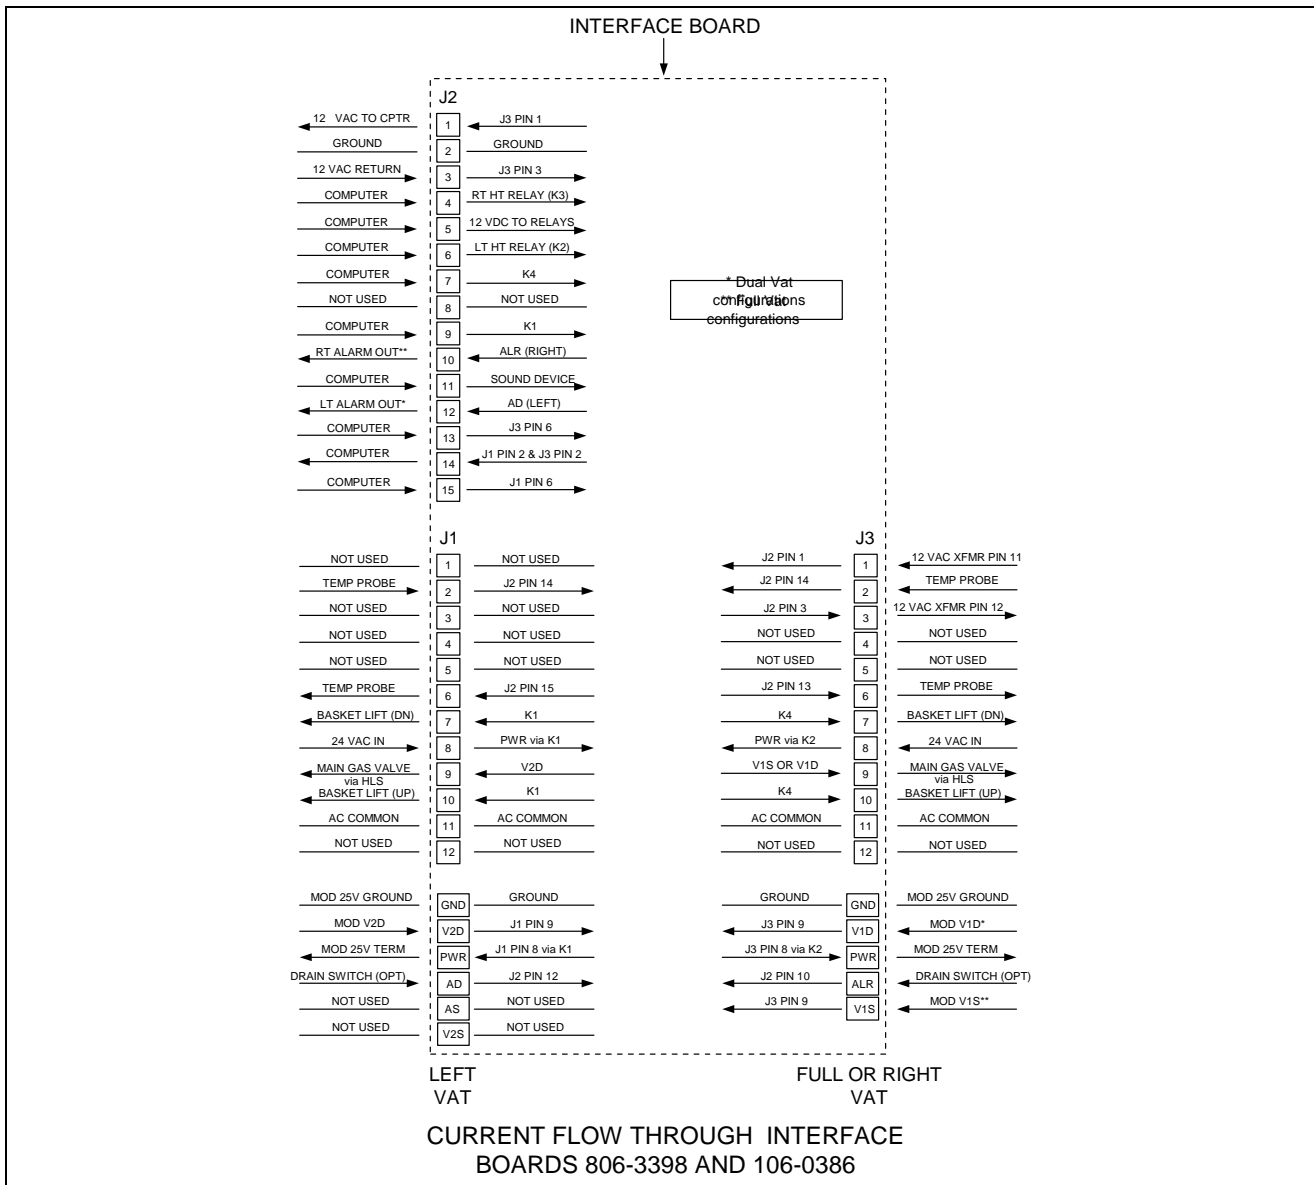 INTERFACE BOARD
J2
12 VAC TO CPTR 1 J3 PIN 1
GROUND 2 GROUND
12 VAC RETURN 3 J3 PIN 3
COMPUTER 4 RT HT RELAY (K3)
COMPUTER 5 12 VDC TO RELAYS
COMPUTER 6 LT HT RELAY (K2)
COMPUTER 7 K4
NOT USED 8 NOT USED
COMPUTER 9 K1
RT ALARM OUT** 10 ALR (RIGHT)
COMPUTER 11 SOUND DEVICE
LT ALARM OUT* 12 AD (LEFT)
COMPUTER 13 J3 PIN 6
COMPUTER 14 J1 PIN 2 & J3 PIN 2
COMPUTER 15 J1 PIN 6
* Dual Vat
configurations
** Full Vat
configurations
J1
NOT USED 1 NOT USED
TEMP PROBE 2 J2 PIN 14
NOT USED 3 NOT USED
NOT USED 4 NOT USED
NOT USED 5 NOT USED
TEMP PROBE 6 J2 PIN 15
BASKET LIFT (DN) 7 K1
24 VAC IN 8 PWR via K1
MAIN GAS VALVE 9 V2D
via HLS
BASKET LIFT (UP) 10 K1
AC COMMON 11 AC COMMON
NOT USED 12 NOT USED
MOD 25V GROUND GND GROUND
MOD V2D V2D J1 PIN 9
MOD 25V TERM PWR J1 PIN 8 via K1
DRAIN SWITCH (OPT) AD J2 PIN 12
NOT USED AS NOT USED
NOT USED V2S NOT USED
LEFT
VAT
J3
J2 PIN 1 1 12 VAC XFMR PIN 11
J2 PIN 14 2 TEMP PROBE
J2 PIN 3 3 12 VAC XFMR PIN 12
NOT USED 4 NOT USED
NOT USED 5 NOT USED
J2 PIN 13 6 TEMP PROBE
K4 7 BASKET LIFT (DN)
PWR via K2 8 24 VAC IN
V1S OR V1D 9 MAIN GAS VALVE
via HLS
K4 10 BASKET LIFT (UP)
AC COMMON 11 AC COMMON
NOT USED 12 NOT USED
GROUND GND MOD 25V GROUND
J3 PIN 9 V1D MOD V1D*
J3 PIN 8 via K2 PWR MOD 25V TERM
J2 PIN 10 ALR DRAIN SWITCH (OPT)
J3 PIN 9 V1S MOD V1S**
FULL OR RIGHT
VAT
CURRENT FLOW THROUGH INTERFACE
BOARDS 806-3398 AND 106-0386